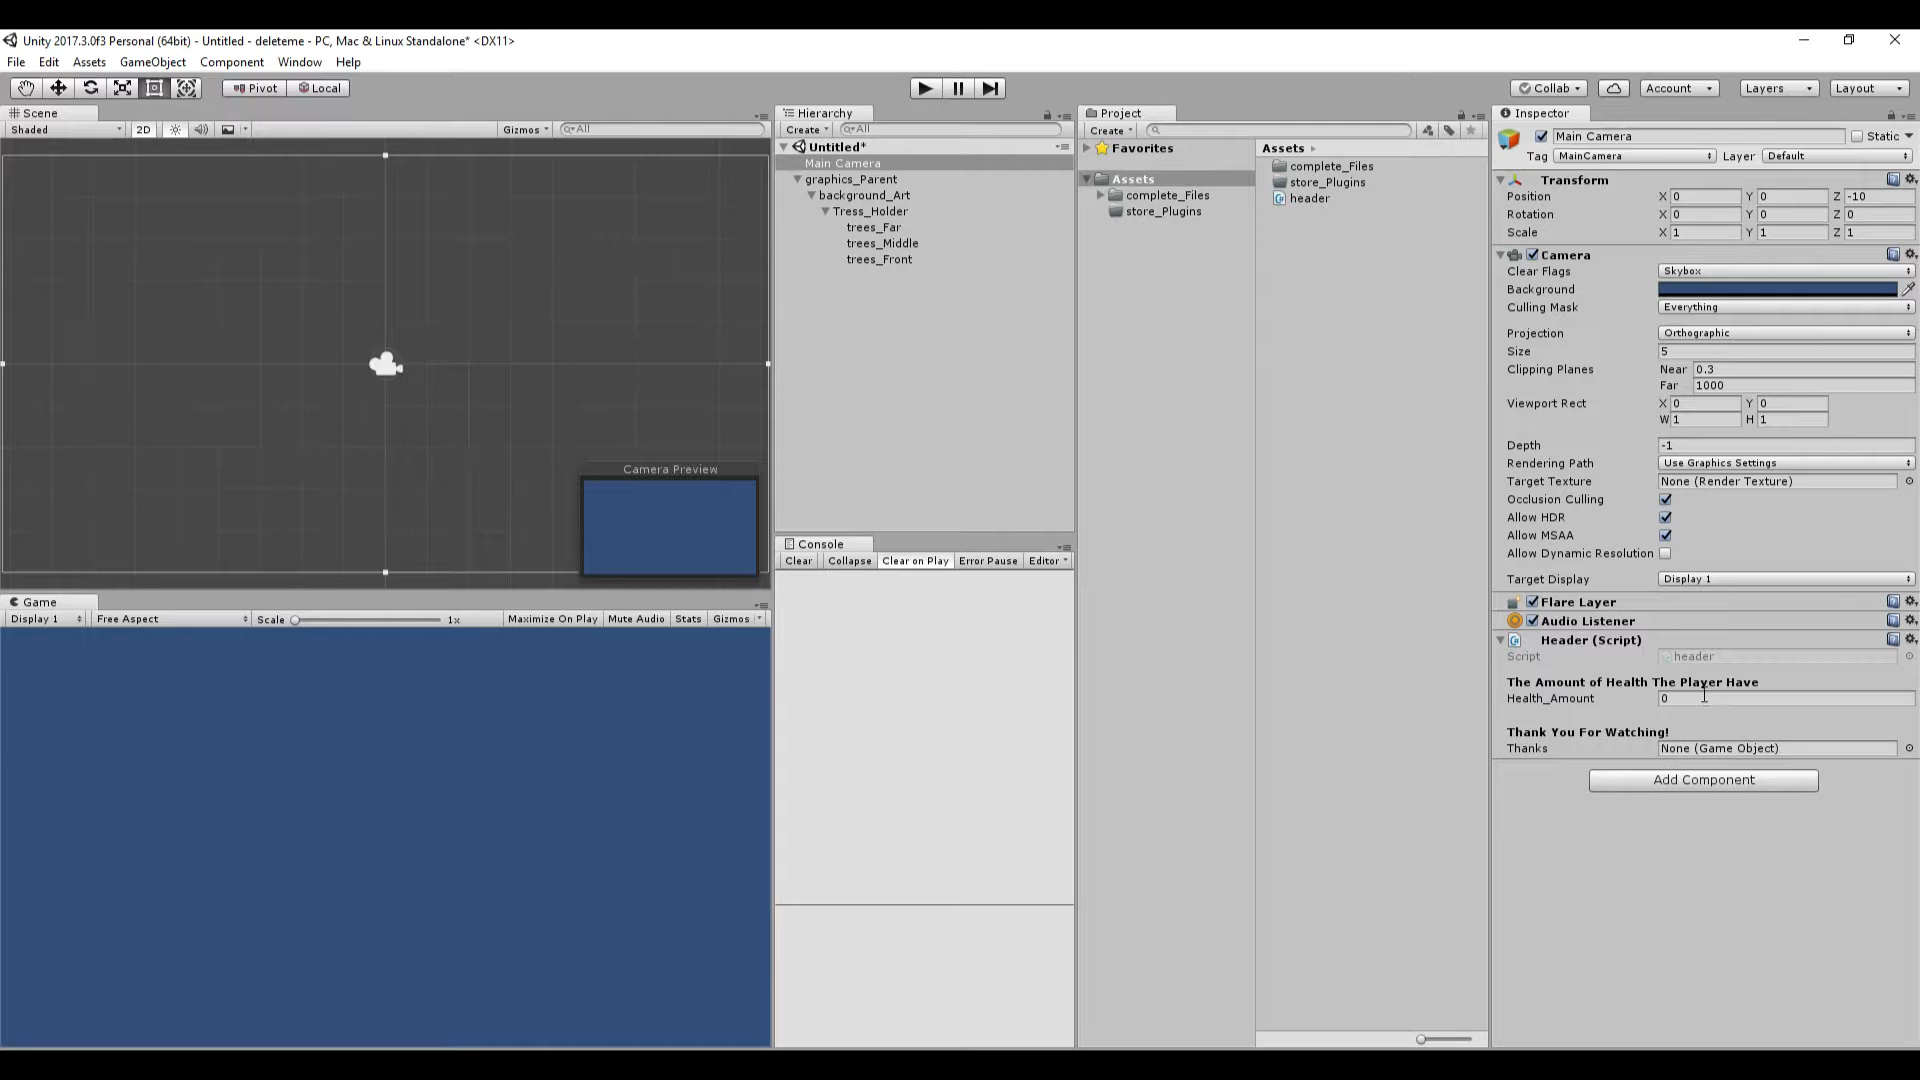 Unity 2017.3.0f3 Personal (64bit) - Untitled - deleteme - PC, Mac & Linux Standalone* <DX11>
File Edit Assets GameObject Component Window Help
Pivot Local Collab Account Layers Layout
Scene
Shaded 2D Gizmos All
Camera Preview
Game
Display 1 Free Aspect Scale 1x Maximize On Play Mute Audio Stats Gizmos
Hierarchy
Create All
Untitled*
Main Camera
graphics_Parent
background_Art
Tress_Holder
trees_Far
trees_Middle
trees_Front
Console
Clear Collapse Clear on Play Error Pause Editor
Project
Create
Favorites
Assets
complete_Files
store_Plugins
Assets
complete_Files
store_Plugins
header
Inspector
Main Camera Static
Tag MainCamera Layer Default
Transform
Position X 0 Y 0 Z -10
Rotation X 0 Y 0 Z 0
Scale X 1 Y 1 Z 1
Camera
Clear Flags Skybox
Background
Culling Mask Everything
Projection Orthographic
Size 5
Clipping Planes Near 0.3
Far 1000
Viewport Rect X 0 Y 0
W 1 H 1
Depth -1
Rendering Path Use Graphics Settings
Target Texture None (Render Texture)
Occlusion Culling
Allow HDR
Allow MSAA
Allow Dynamic Resolution
Target Display Display 1
Flare Layer
Audio Listener
Header (Script)
Script header
The Amount of Health The Player Have
Health_Amount 0
Thank You For Watching!
Thanks None (Game Object)
Add Component